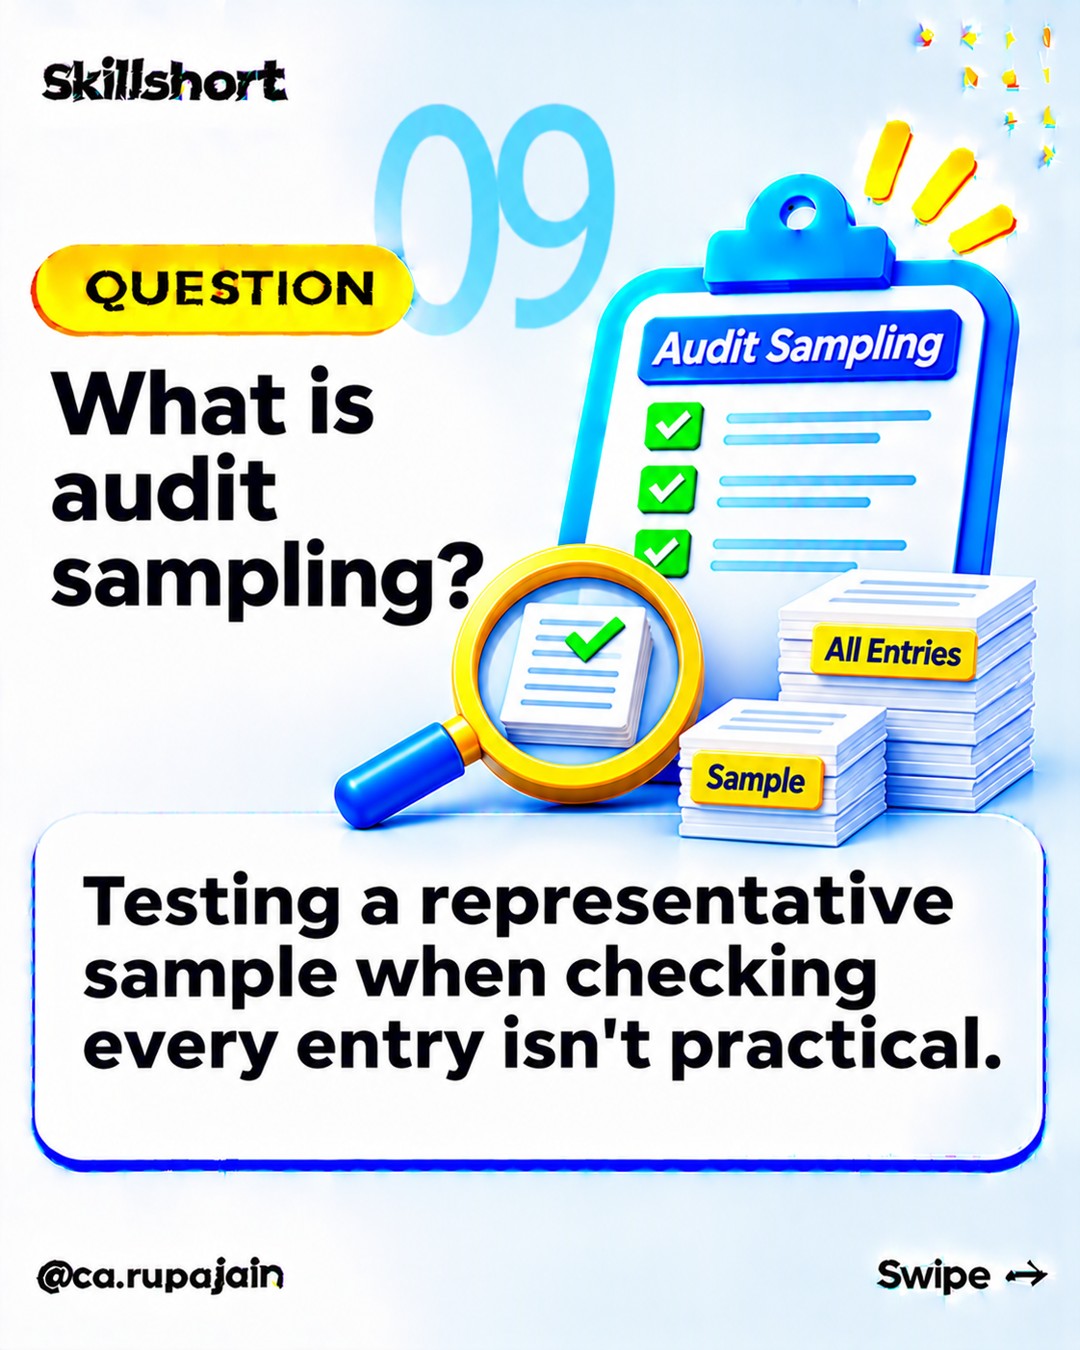 Skillshort
09
QUESTION
What is
audit
sampling?
Audit Sampling
All Entries
Sample
Testing a representative
sample when checking
every entry isn't practical.
@ca.rupajain
Swipe →